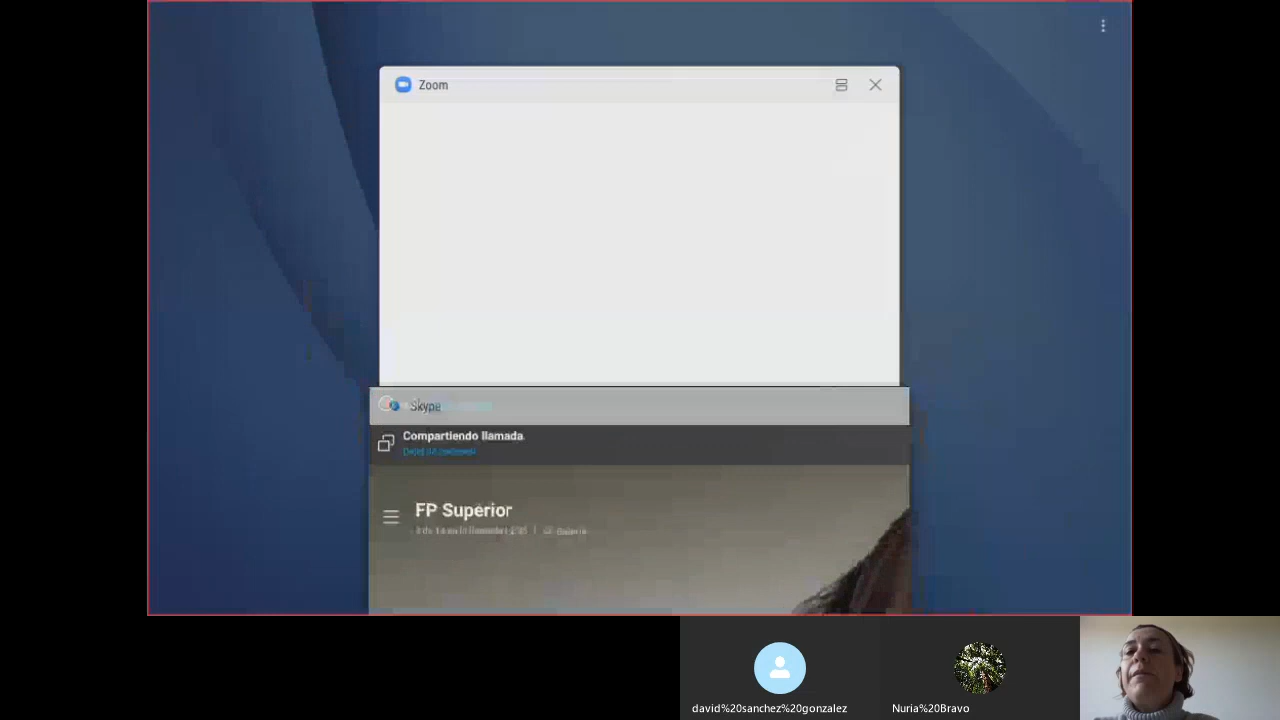 Zoom
Skype
Compartiendo llamada
FP Superior
david%20sanchez%20gonzalez
Nuria%20Bravo